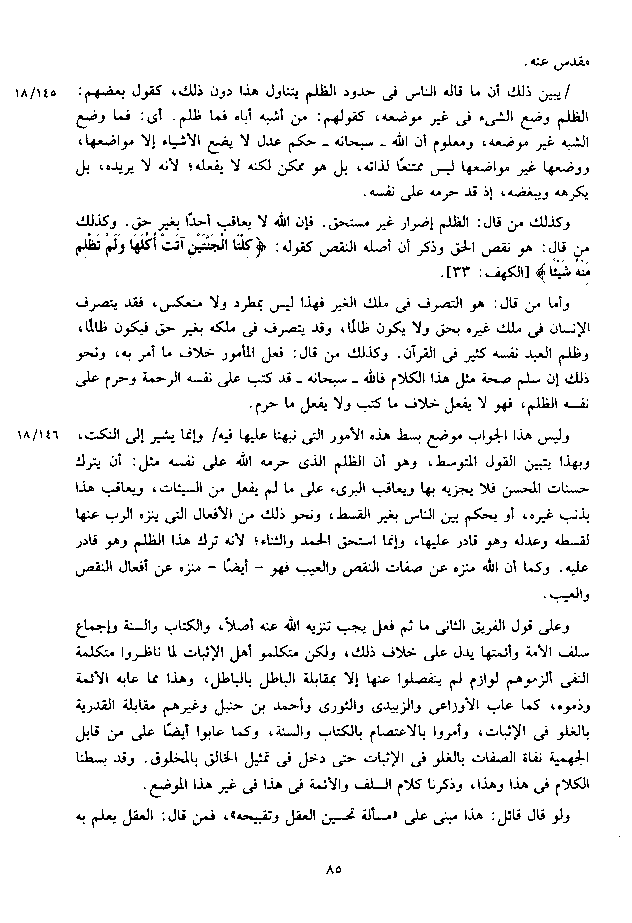 مقدس عنه.
١٨/١٤٥ /يبين ذلك أن ما قاله الناس فى حدود الظلم يتناول هذا دون ذلك، كقول بعضهم:
الظلم وضع الشىء فى غير موضعه، كقولهم: من أشبه أباه فما ظلم. أى: فما وضع
الشبه غير موضعه، ومعلوم أن الله ـ سبحانه ـ حكم عدل لا يضع الأشياء إلا مواضعها،
ووضعها غير مواضعها ليس ممتنعًا لذاته، بل هو ممكن لكنه لا يفعله؛ لأنه لا يريده، بل
يكرهه ويبغضه، إذ قد حرمه على نفسه.
وكذلك من قال: الظلم إضرار غير مستحق. فإن الله لا يعاقب أحدًا بغير حق. وكذلك
من قال: هو نقص الحق وذكر أن أصله النقص كقوله: ﴿كِلْتَا الْجَنَّتَيْنِ آتَتْ أُكُلَهَا وَلَمْ تَظْلِم
مِّنْهُ شَيْئًا﴾ [الكهف: ٣٣].
وأما من قال: هو التصرف فى ملك الغير فهذا ليس بمطرد ولا منعكس، فقد يتصرف
الإنسان فى ملك غيره بحق ولا يكون ظالمًا، وقد يتصرف فى ملكه بغير حق فيكون ظالمًا،
وظلم العبد نفسه كثير فى القرآن. وكذلك من قال: فعل المأمور خلاف ما أمر به، ونحو
ذلك إن سلم صحة مثل هذا الكلام فالله ـ سبحانه ـ قد كتب على نفسه الرحمة وحرم على
نفسه الظلم، فهو لا يفعل خلاف ما كتب ولا يفعل ما حرم.
١٨/١٤٦ وليس هذا الجواب موضع بسط هذه الأمور التى نبهنا عليها فيه/ وإنما يشير إلى النكت،
وبهذا يتبين القول المتوسط، وهو أن الظلم الذى حرمه الله على نفسه مثل: أن يترك
حسنات المحسن فلا يجزيه بها ويعاقب البرىء على ما لم يفعل من السيئات، ويعاقب هذا
بذنب غيره، أو يحكم بين الناس بغير القسط، ونحو ذلك من الأفعال التى ينزه الرب عنها
لقسطه وعدله وهو قادر عليها، وإنما استحق الحمد والثناء؛ لأنه ترك هذا الظلم وهو قادر
عليه. وكما أن الله منزه عن صفات النقص والعيب فهو - أيضًا - منزه عن أفعال النقص
والعيب.
وعلى قول الفريق الثانى ما ثم فعل يجب تنزيه الله عنه أصلاً، والكتاب والسنة وإجماع
سلف الأمة وأئمتها يدل على خلاف ذلك، ولكن متكلمو أهل الإثبات لما ناظروا متكلمة
النفى ألزموهم لوازم لم ينفصلوا عنها إلا بمقابلة الباطل بالباطل، وهذا مما عابه الأئمة
وذموه، كما عاب الأوزاعى والزبيدى والثورى وأحمد بن حنبل وغيرهم مقابلة القدرية
بالغلو فى الإثبات، وأمروا بالاعتصام بالكتاب والسنة، وكما عابوا أيضًا على من قابل
الجهمية نفاة الصفات بالغلو فى الإثبات حتى دخل فى تمثيل الخالق بالمخلوق. وقد بسطنا
الكلام فى هذا وهذا، وذكرنا كلام السلف والأئمة فى هذا فى غير هذا الموضع.
ولو قال قائل: هذا مبنى على «مسألة تحسين العقل وتقبيحه»، فمن قال: العقل يعلم به
٨٥